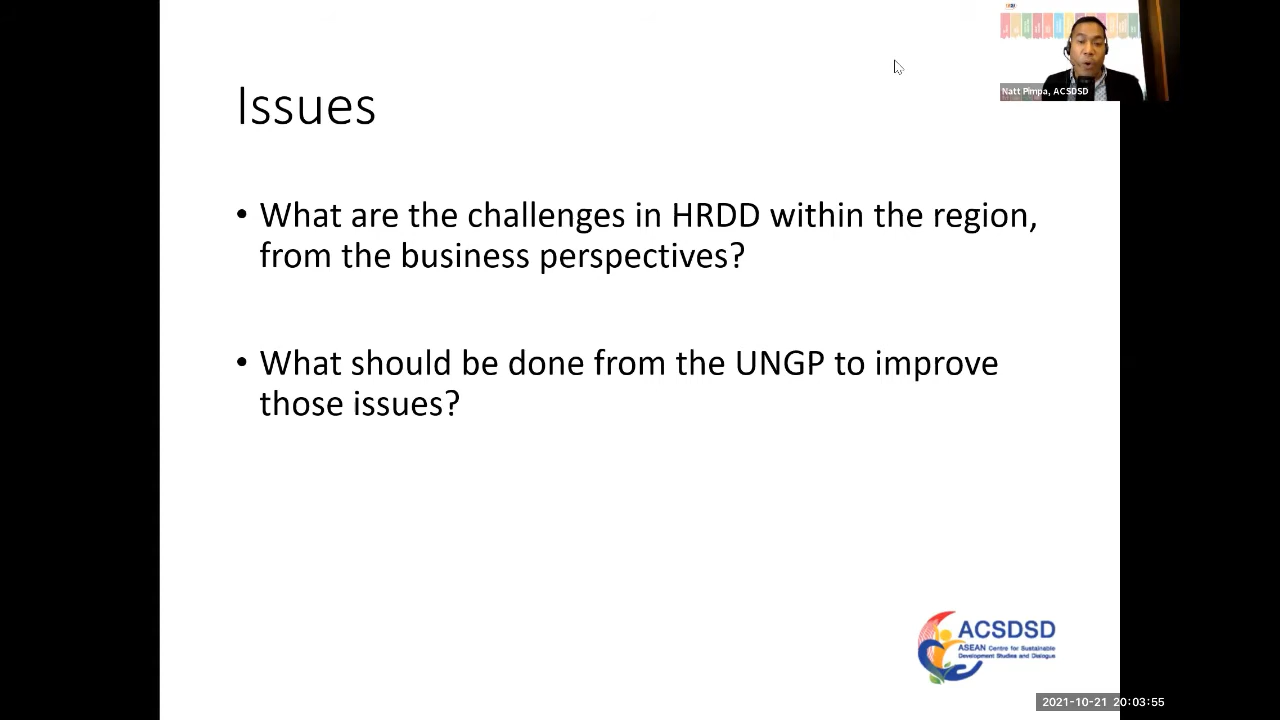 Natt Pimpa, ACSDSD
Issues
• What are the challenges in HRDD within the region,
from the business perspectives?
• What should be done from the UNGP to improve
those issues?
ACSDSD
ASEAN Centre for Sustainable
Development Studies and Dialogue
2021-10-21 20:03:55